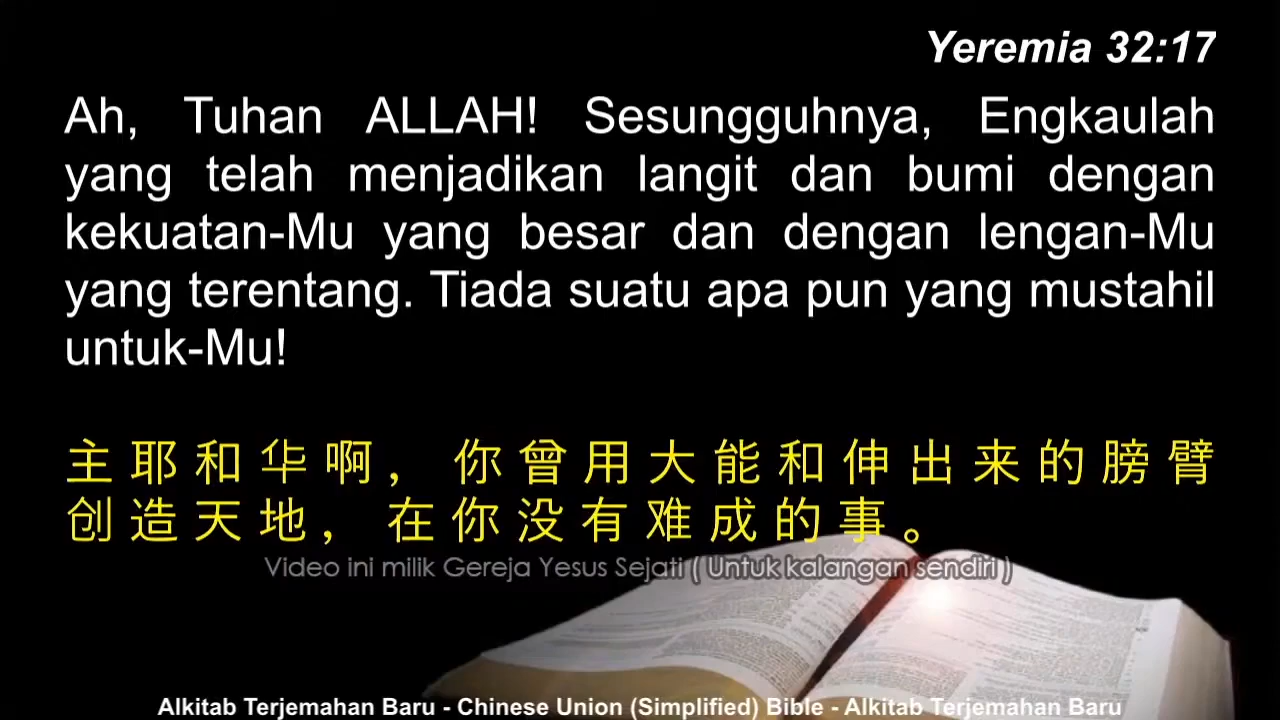 Yeremia 32:17
Ah, Tuhan ALLAH! Sesungguhnya, Engkaulah
yang telah menjadikan langit dan bumi dengan
kekuatan-Mu yang besar dan dengan lengan-Mu
yang terentang. Tiada suatu apa pun yang mustahil
untuk-Mu!
主耶和华啊，你曾用大能和伸出来的膀臂
创造天地，在你没有难成的事。
Video ini milik Gereja Yesus Sejati ( Untuk kalangan sendiri )
Alkitab Terjemahan Baru - Chinese Union (Simplified) Bible - Alkitab Terjemahan Baru